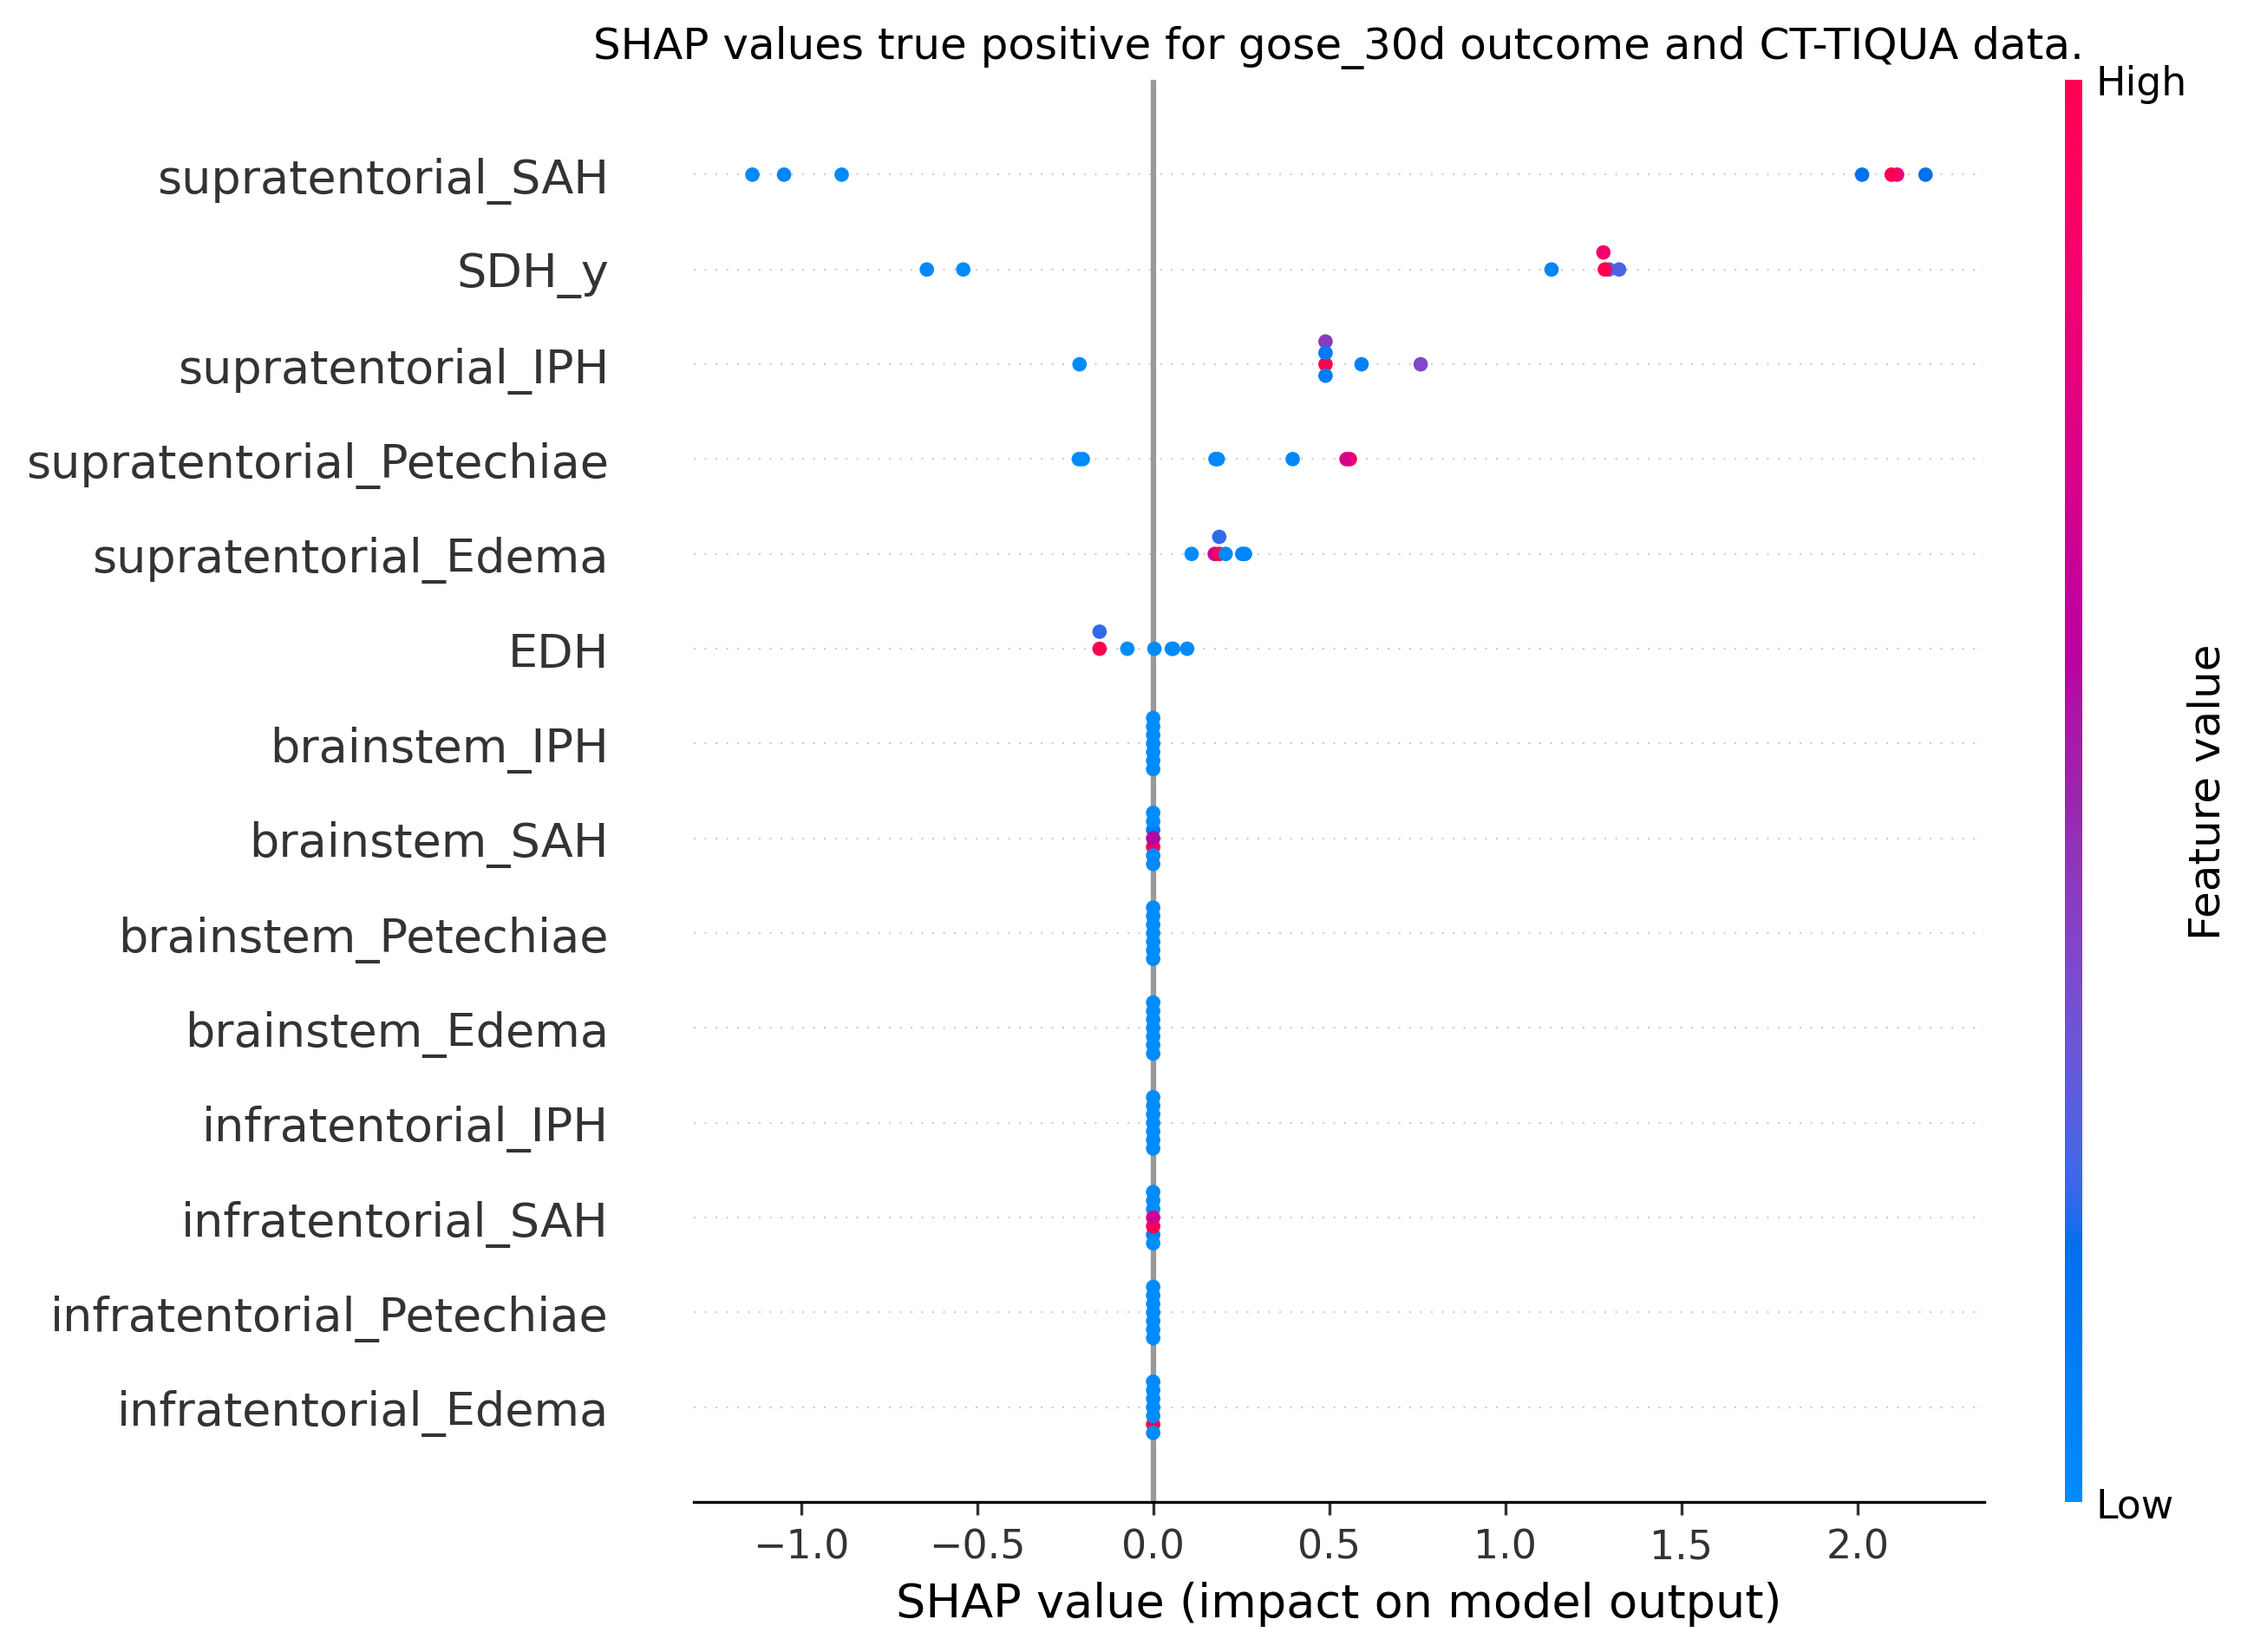 SHAP values true positive for gose_30d outcome and CT-TIQUA data.
High
supratentorial_SAH
SDH_y
supratentorial_IPH
supratentorial_Petechiae
supratentorial_Edema
EDH
brainstem_IPH
brainstem_SAH
brainstem_Petechiae
brainstem_Edema
infratentorial_IPH
infratentorial_SAH
infratentorial_Petechiae
infratentorial_Edema
Feature value
Low
−1.0 −0.5 0.0 0.5 1.0 1.5 2.0
SHAP value (impact on model output)